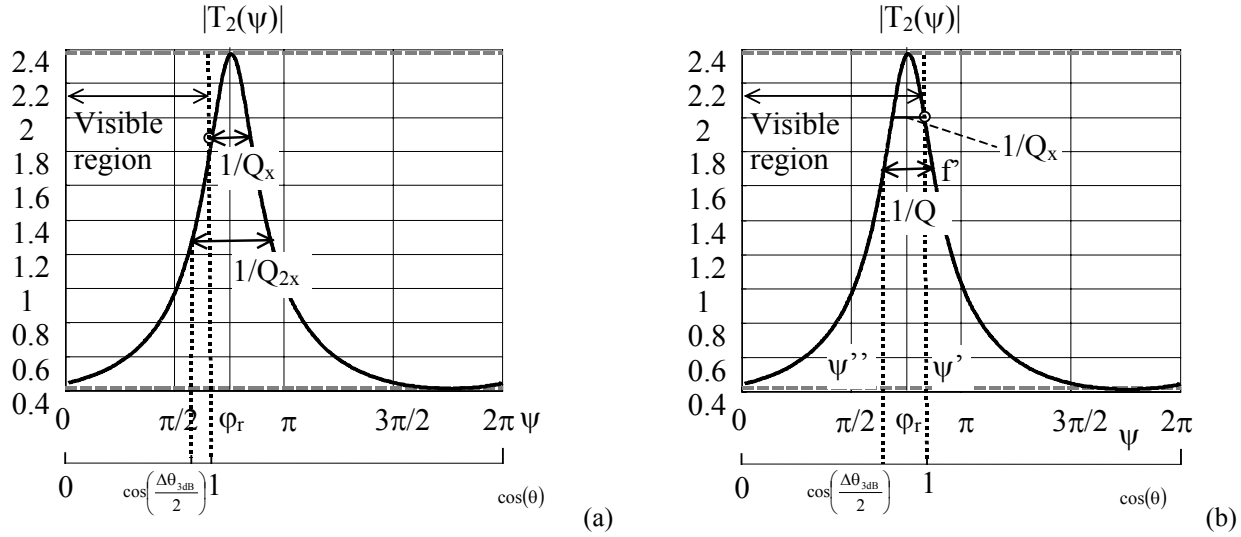 |T₂(ψ)|
2.4
2.2
2
1.8
1.6
1.4
1.2
1
0.8
0.6
0.4
Visible
region
1/Qₓ
1/Q₂ₓ
0 π/2 φᵣ π 3π/2 2π ψ
0 cos(Δθ3dB/2) 1 cos(θ)
(a)
|T₂(ψ)|
2.4
2.2
2
1.8
1.6
1.4
1.2
1
0.8
0.6
0.4
Visible
region
1/Qₓ
f’
1/Q
ψ’’ ψ’
0 π/2 φᵣ π 3π/2 ψ 2π
0 cos(Δθ3dB/2) 1 cos(θ)
(b)